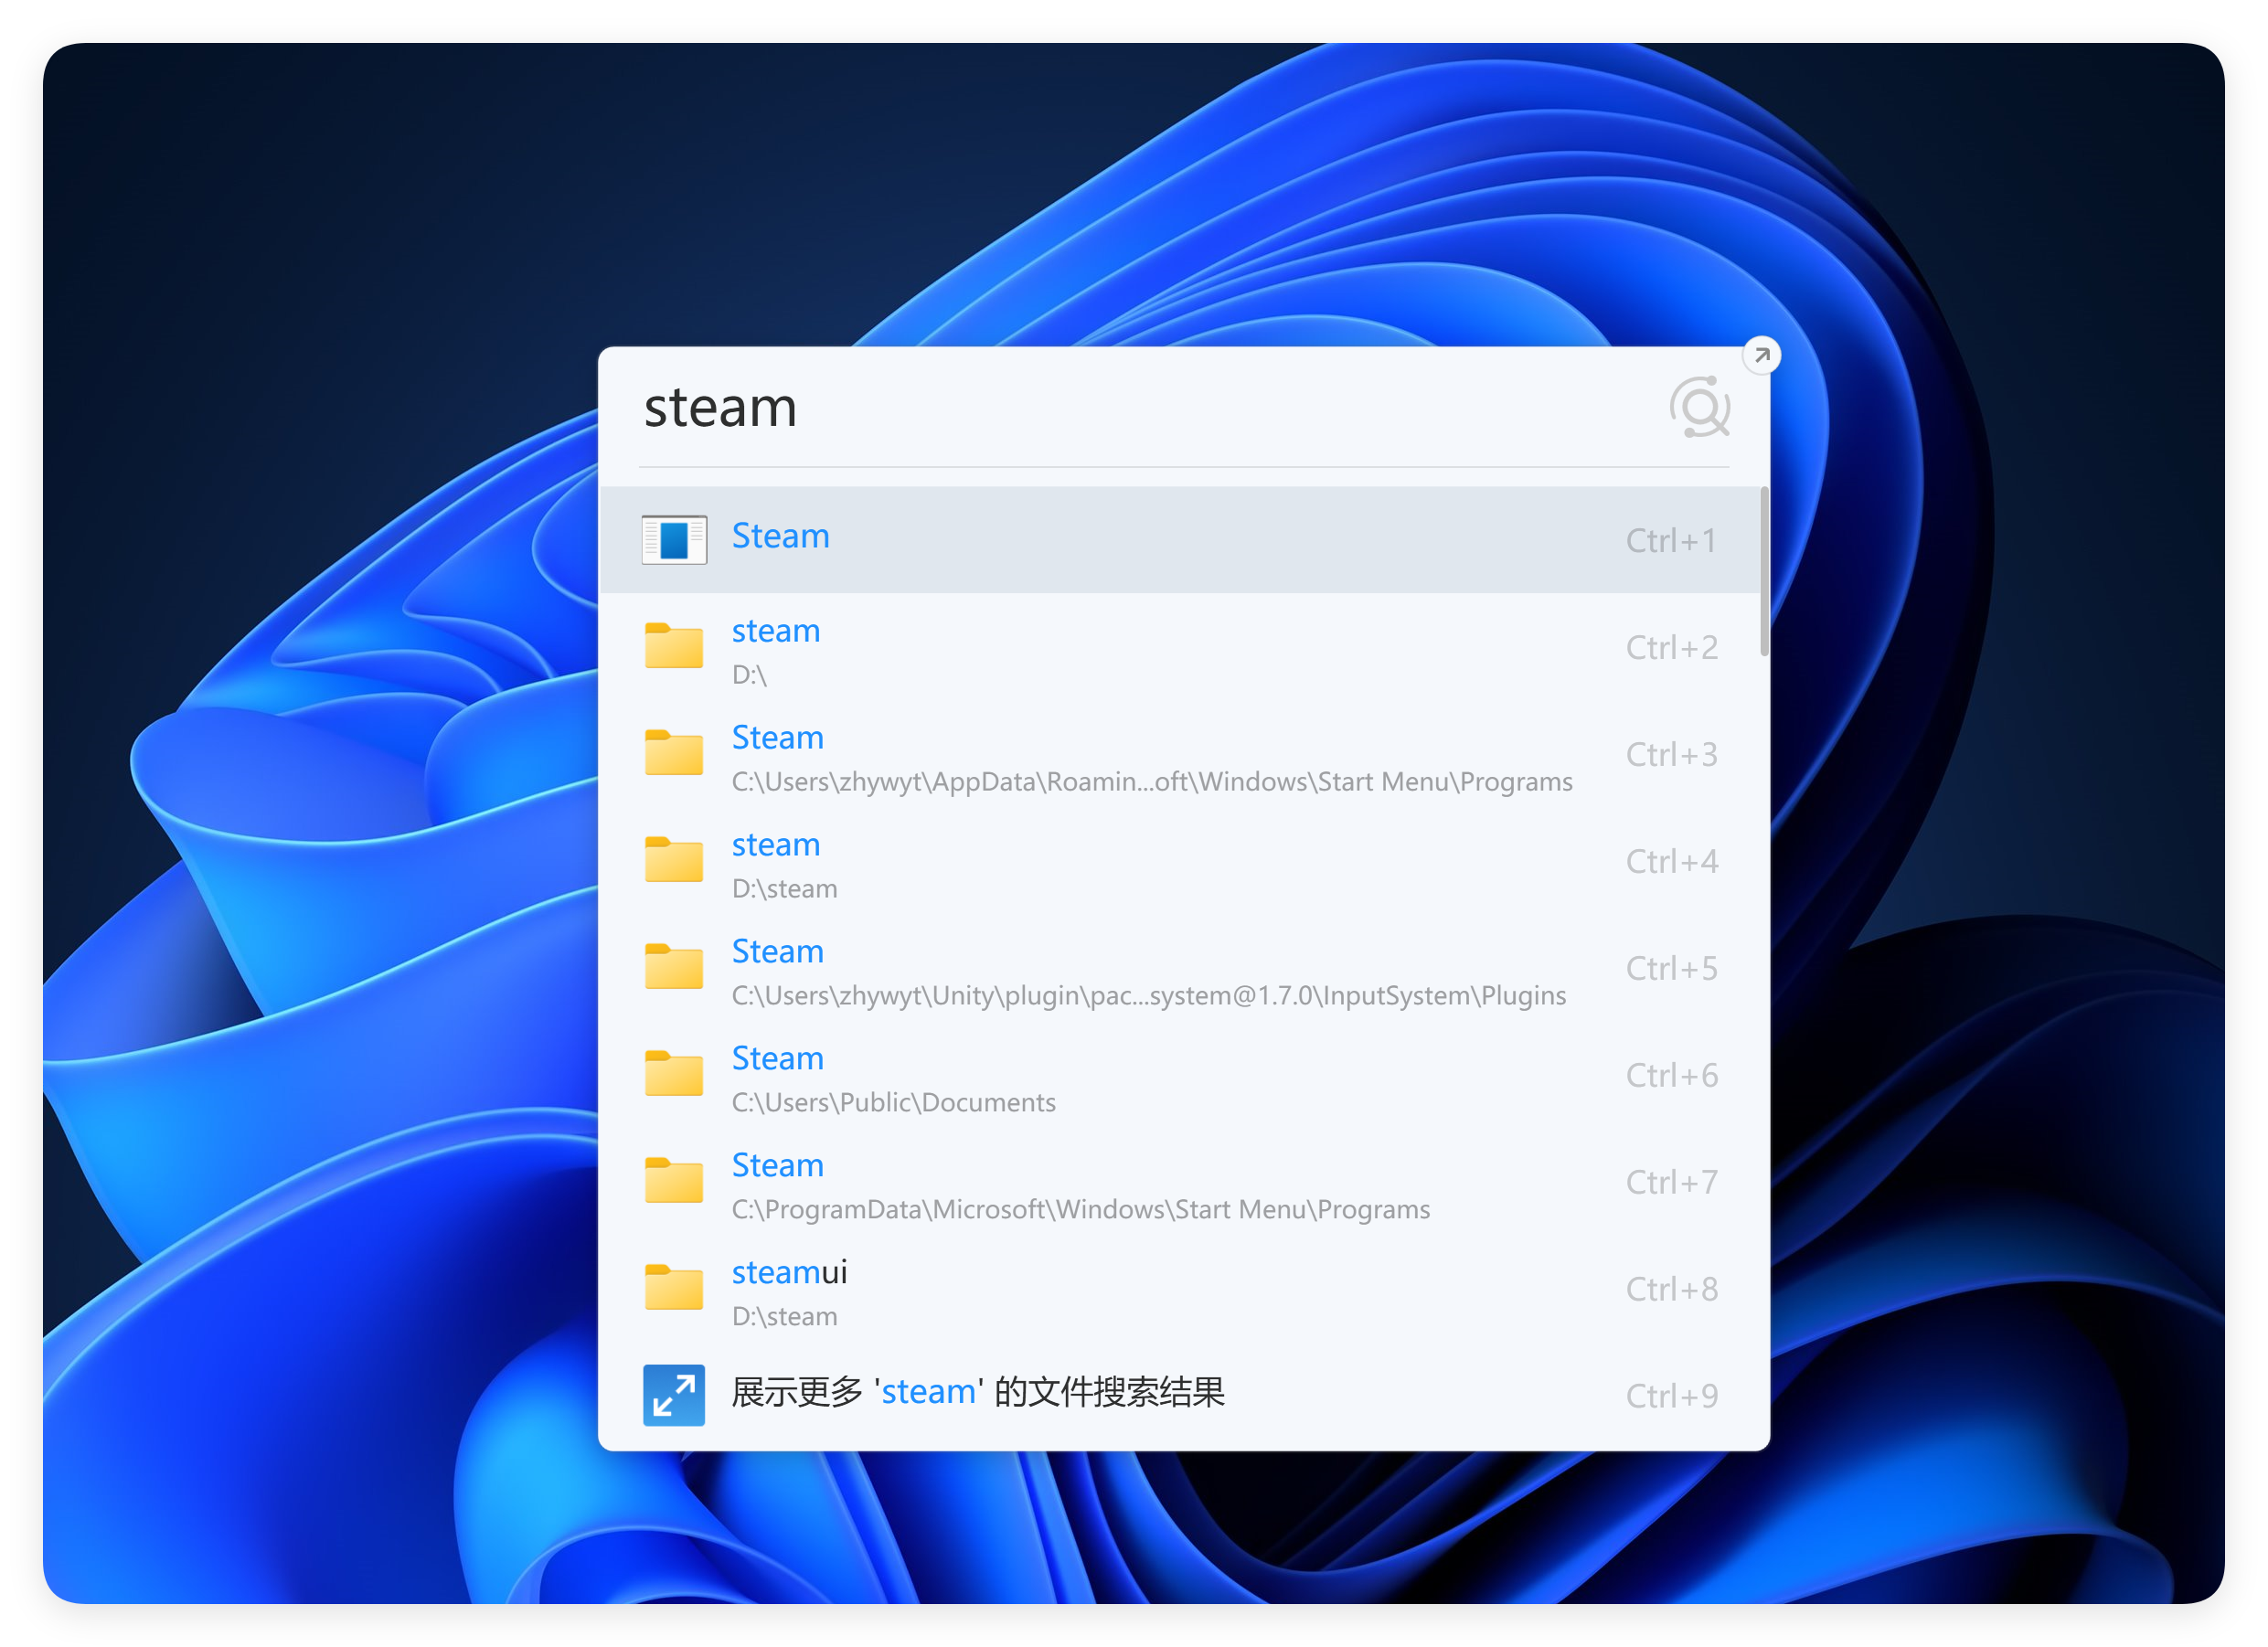 steam
Steam
Ctrl+1
steam
D:\
Ctrl+2
Steam
C:\Users\zhywyt\AppData\Roamin...oft\Windows\Start Menu\Programs
Ctrl+3
steam
D:\steam
Ctrl+4
Steam
C:\Users\zhywyt\Unity\plugin\pac...system@1.7.0\InputSystem\Plugins
Ctrl+5
Steam
C:\Users\Public\Documents
Ctrl+6
Steam
C:\ProgramData\Microsoft\Windows\Start Menu\Programs
Ctrl+7
steamui
D:\steam
Ctrl+8
展示更多 'steam' 的文件搜索结果
Ctrl+9